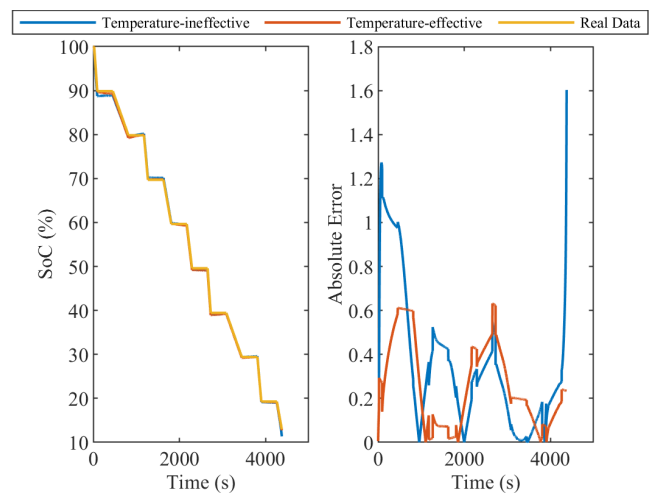 Temperature-ineffective Temperature-effective Real Data
100
90
80
70
60
50
40
30
20
10
SoC (%)
0 2000 4000
Time (s)
1.8
1.6
1.4
1.2
1
0.8
0.6
0.4
0.2
0
Absolute Error
0 2000 4000
Time (s)